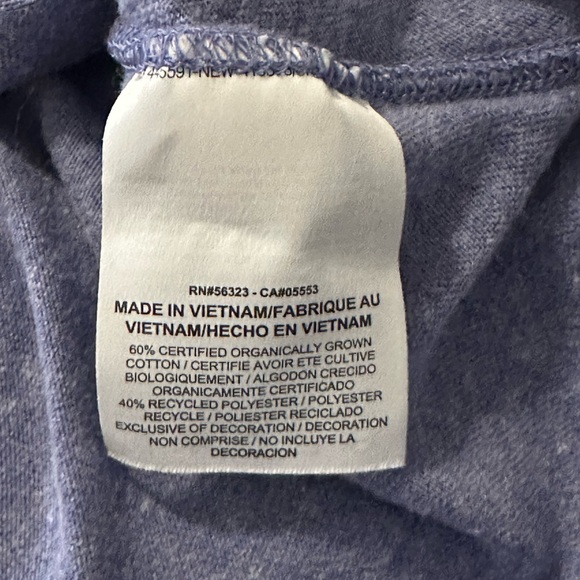 RN#56323 - CA#05553
MADE IN VIETNAM/FABRIQUE AU
VIETNAM/HECHO EN VIETNAM
60% CERTIFIED ORGANICALLY GROWN
COTTON / CERTIFIE AVOIR ETE CULTIVE
BIOLOGIQUEMENT / ALGODON CRECIDO
ORGANICAMENTE CERTIFICADO
40% RECYCLED POLYESTER / POLYESTER
RECYCLE / POLIESTER RECICLADO
EXCLUSIVE OF DECORATION / DECORATION
NON COMPRISE / NO INCLUYE LA
DECORACION